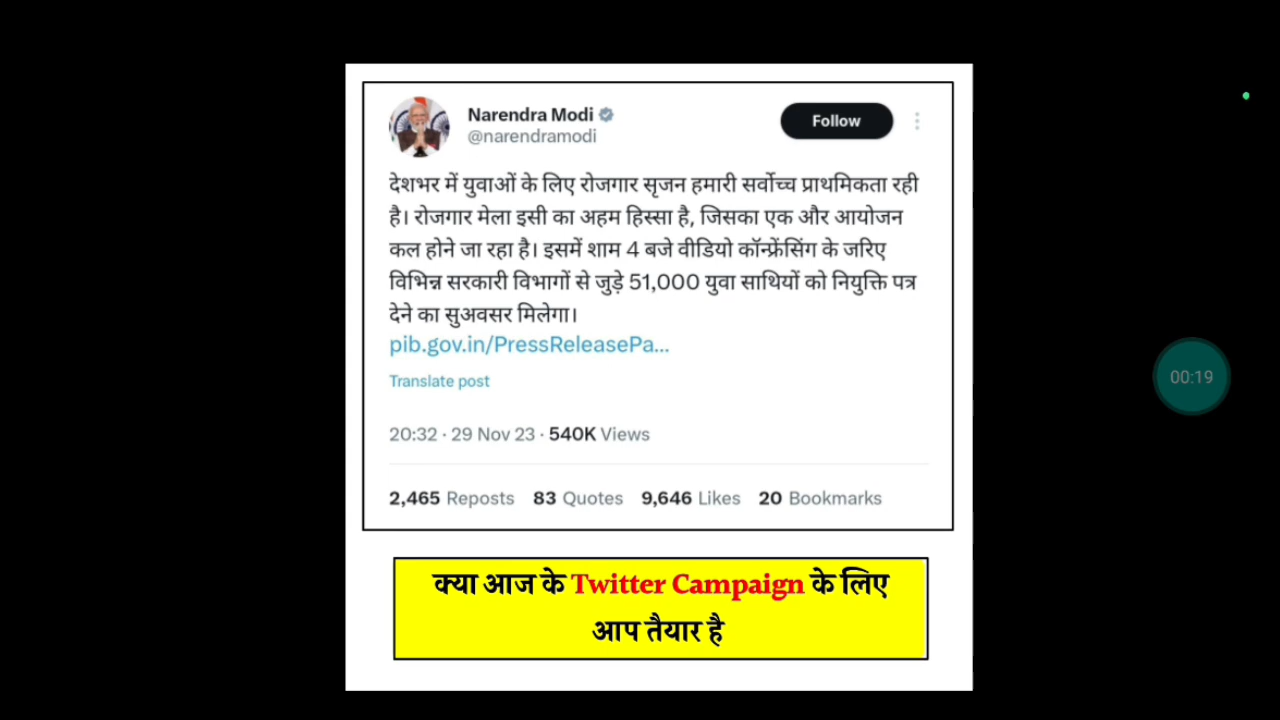 Narendra Modi
@narendramodi
Follow
देशभर में युवाओं के लिए रोजगार सृजन हमारी सर्वोच्च प्राथमिकता रही
है। रोजगार मेला इसी का अहम हिस्सा है, जिसका एक और आयोजन
कल होने जा रहा है। इसमें शाम 4 बजे वीडियो कॉन्फ्रेंसिंग के जरिए
विभिन्न सरकारी विभागों से जुड़े 51,000 युवा साथियों को नियुक्ति पत्र
देने का सुअवसर मिलेगा।
pib.gov.in/PressReleasePa...
Translate post
20:32 · 29 Nov 23 · 540K Views
2,465 Reposts 83 Quotes 9,646 Likes 20 Bookmarks
क्या आज के Twitter Campaign के लिए
आप तैयार है
00:19